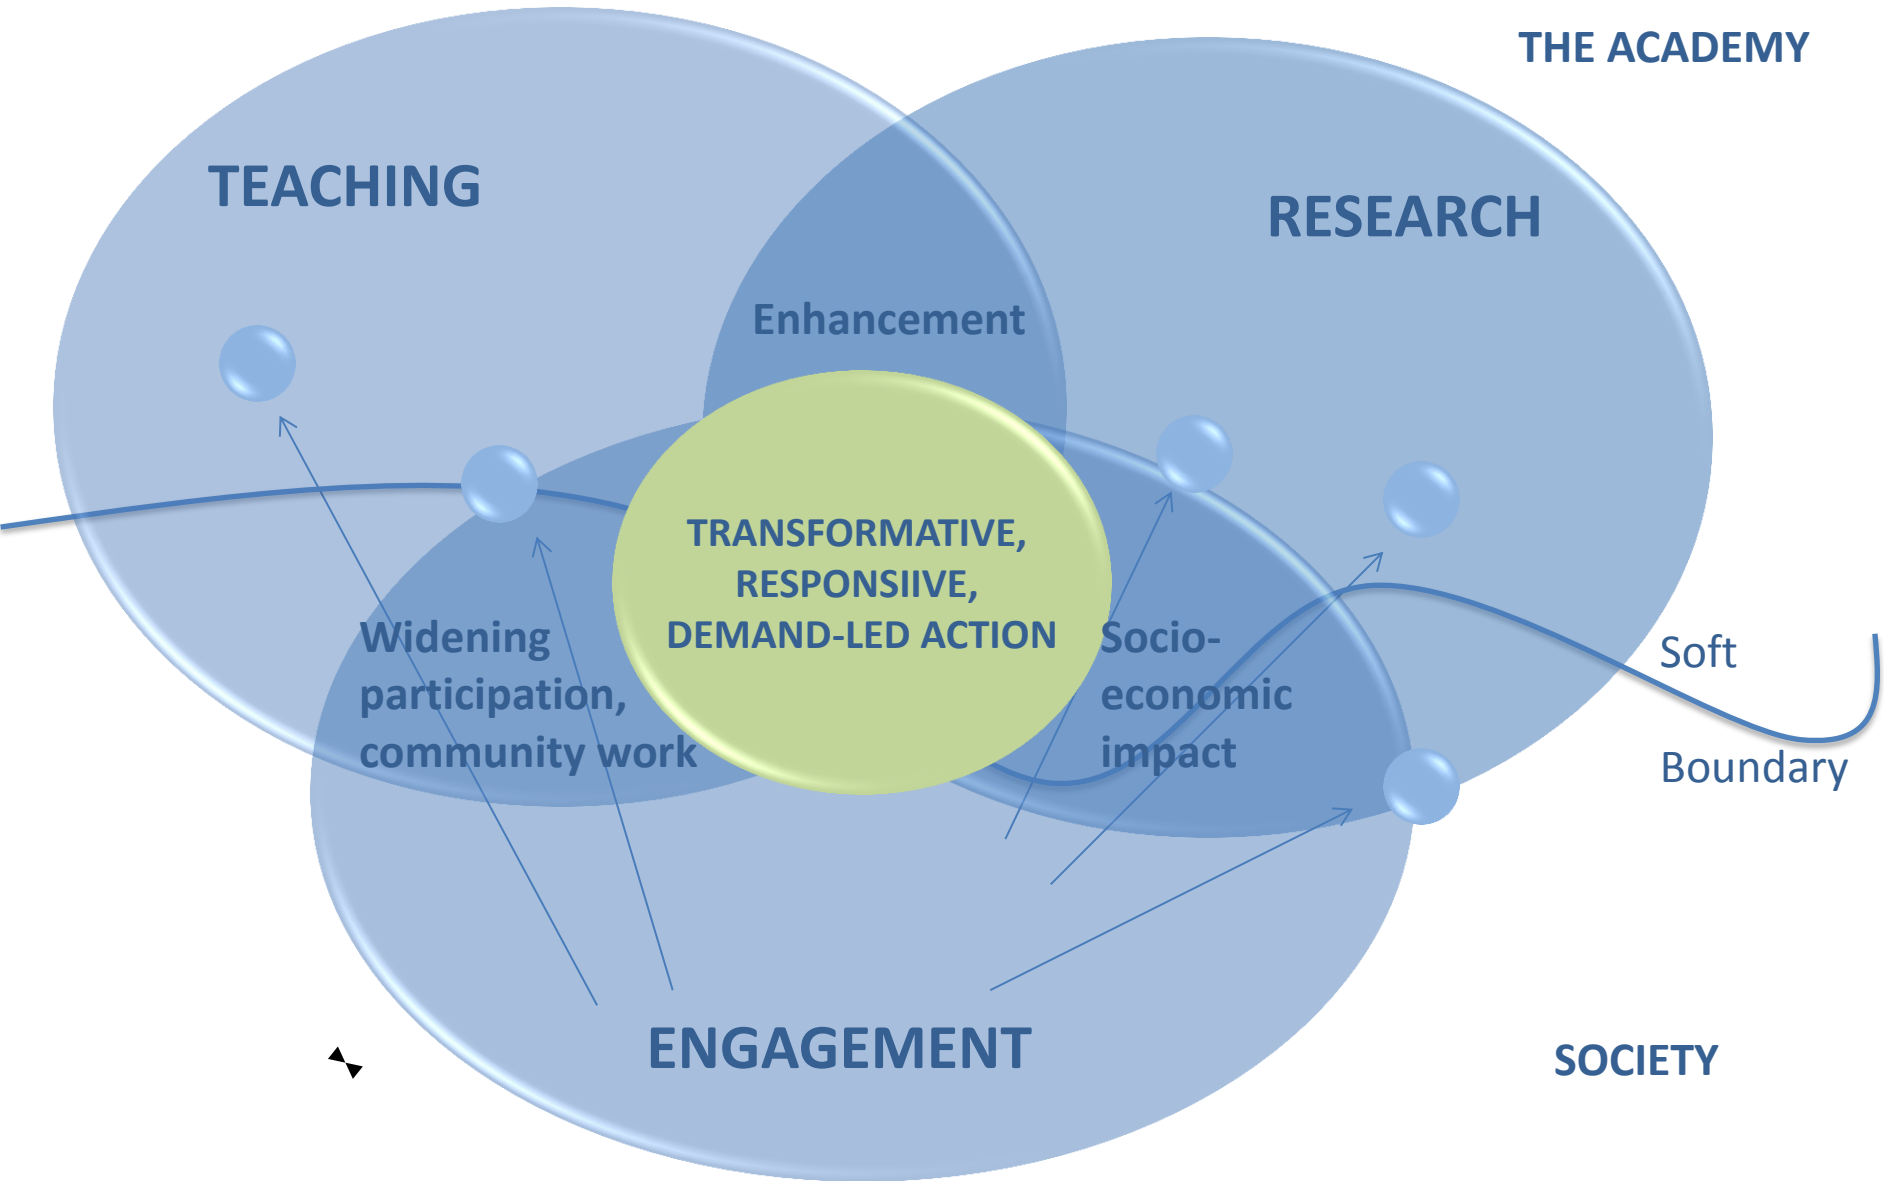 THE ACADEMY
TEACHING
RESEARCH
Enhancement
TRANSFORMATIVE,
RESPONSIIVE,
DEMAND-LED ACTION
Widening
participation,
community work
Socio-
economic
impact
Soft
Boundary
ENGAGEMENT
SOCIETY